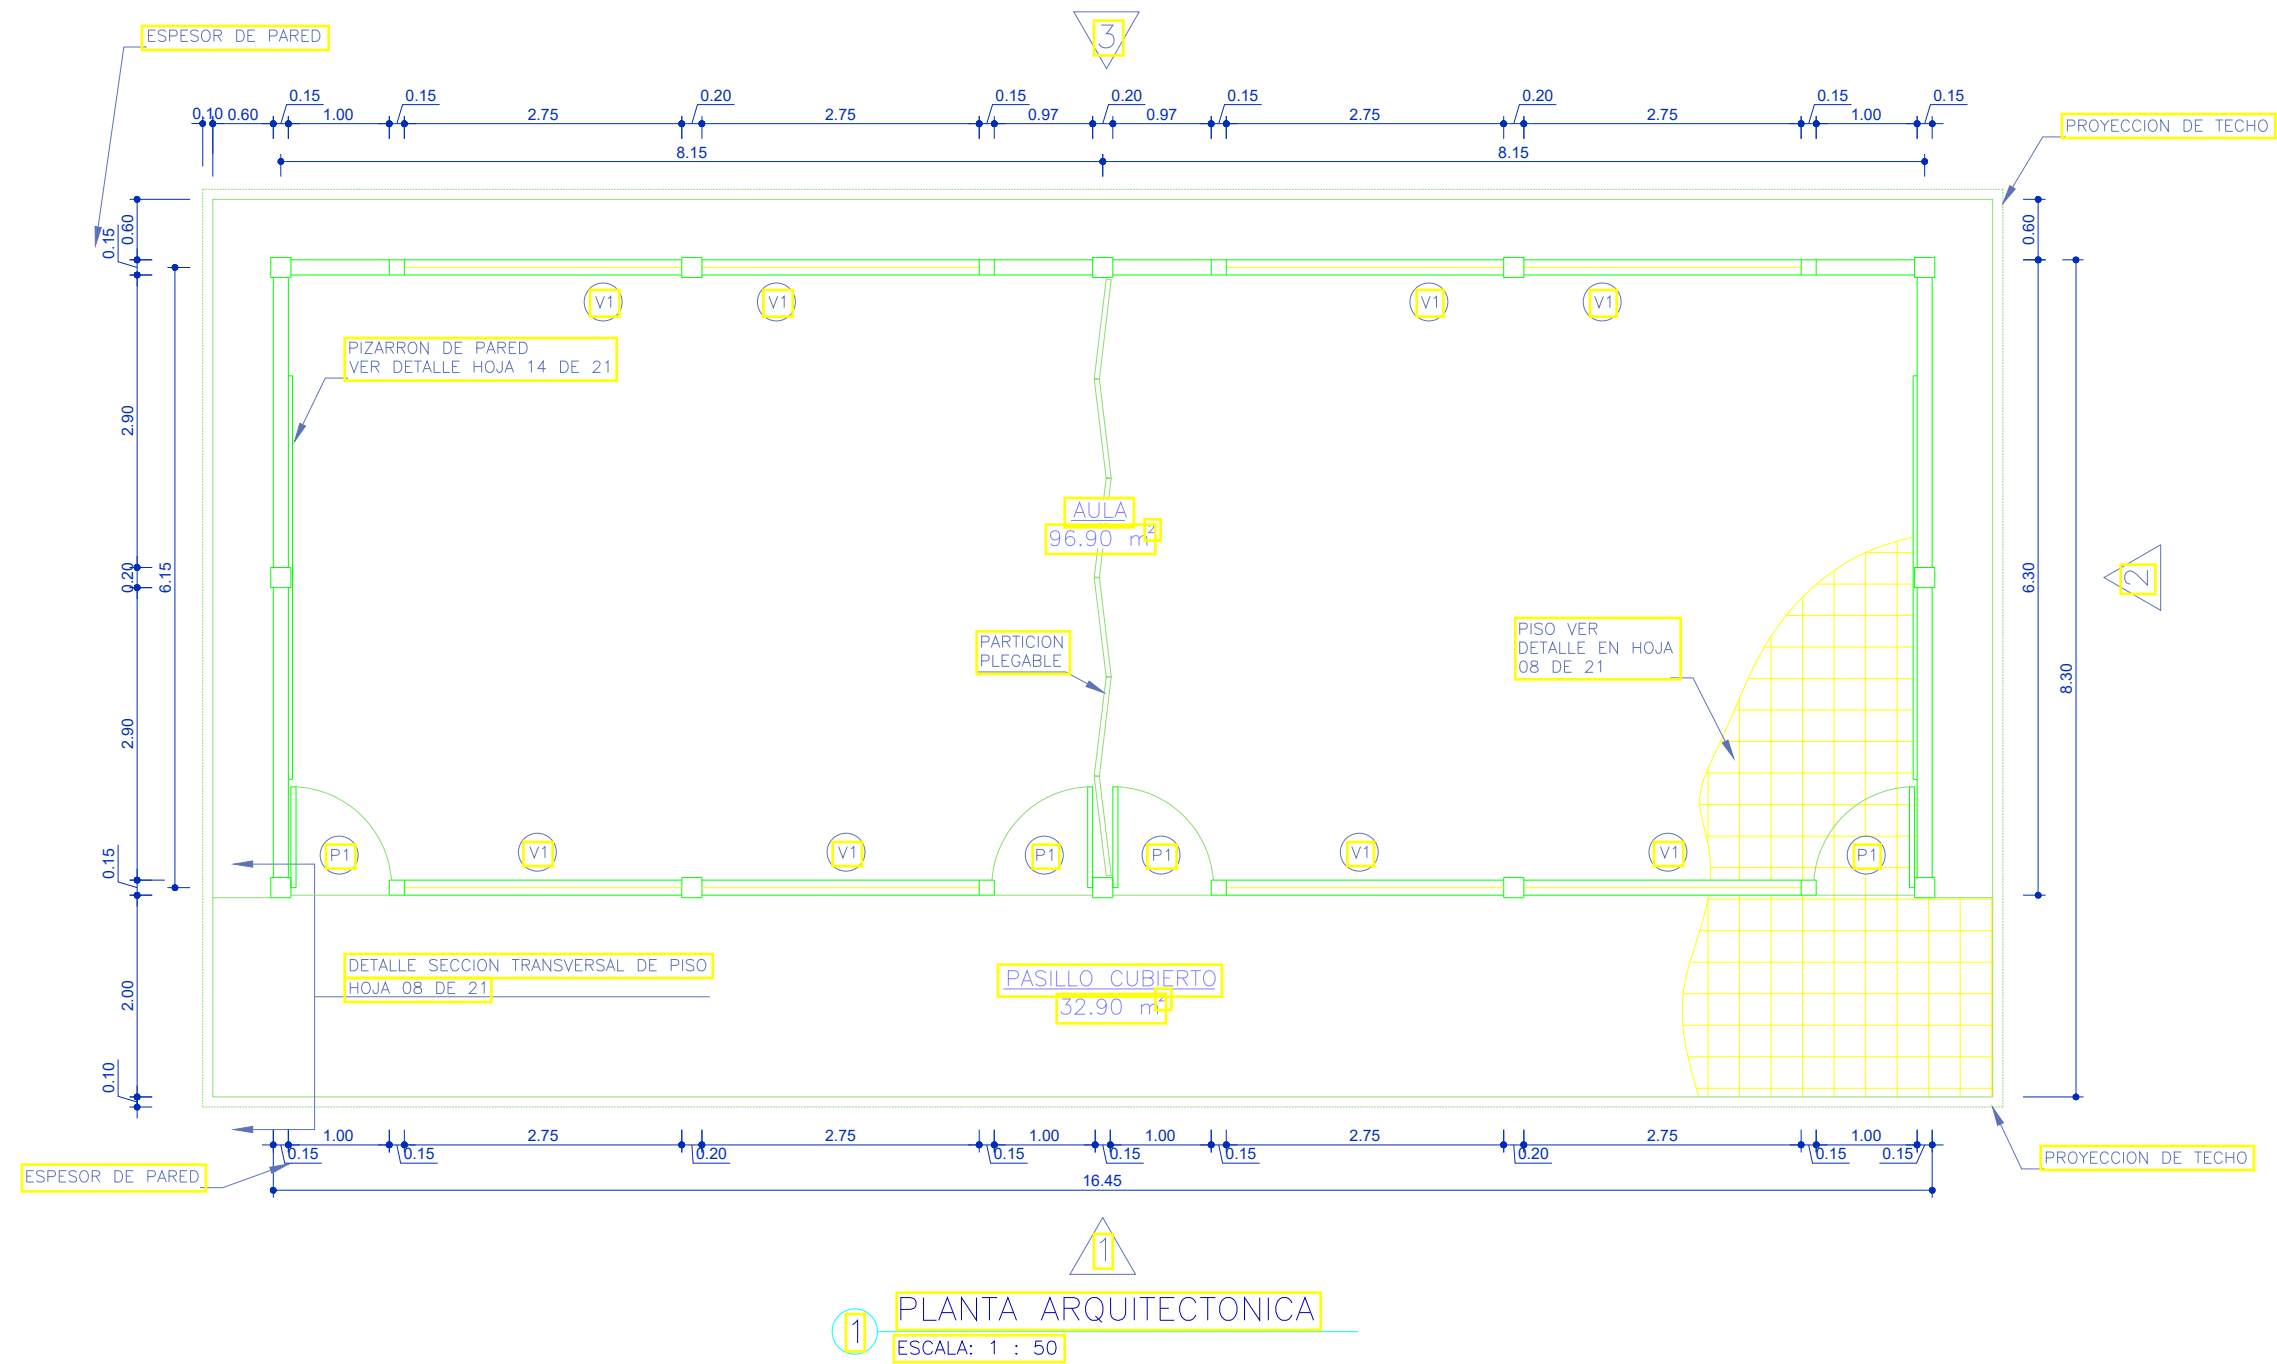 ESPESOR DE PARED
3
0.15
0.15
0.20
0.15
0.20
0.15
0.20
0.15
0.15
0.10
0.60
1.00
2.75
2.75
0.97
0.97
2.75
2.75
1.00
PROYECCION DE TECHO
8.15
8.15
0.60
0.15
0.60
V1
V1
V1
V1
PIZARRON DE PARED
VER DETALLE HOJA 14 DE 21
2.90
AULA
96.90 m²
0.20
6.15
6.30
2
PARTICION
PLEGABLE
PISO VER
DETALLE EN HOJA
08 DE 21
8.30
2.90
P1
V1
V1
P1
P1
V1
V1
P1
0.15
DETALLE SECCION TRANSVERSAL DE PISO
HOJA 08 DE 21
PASILLO CUBIERTO
32.90 m²
2.00
0.10
1.00
2.75
2.75
1.00
1.00
2.75
2.75
1.00
0.15
0.15
0.20
0.15
0.15
0.15
0.20
0.15
0.15
PROYECCION DE TECHO
ESPESOR DE PARED
16.45
1
PLANTA ARQUITECTONICA
1
ESCALA: 1 : 50